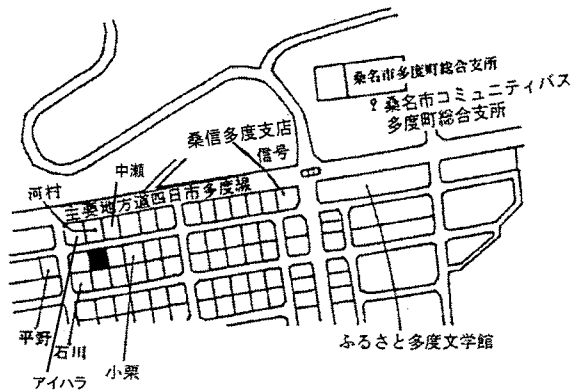 桑名市多度町総合支所
桑名市コミュニティバス
多度町総合支所
桑信多度支店
信号
中瀬
河村
主要地方道四日市多度線
平野
石川
アイハラ
小栗
ふるさと多度文学館